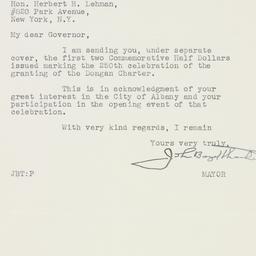 Hon. Herbert H. Lehman,
#820 Park Avenue,
New York, N.Y.
My dear Governor,
I am sending you, under separate
cover, the first two Commemorative Half Dollars
issued marking the 250th celebration of the
granting of the Dongan Charter.
This is in acknowledgment of your
great interest in the City of Albany and your
participation in the opening event of that
celebration.
With very kind regards, I remain
Yours very truly,
John Boyd Thacher
JBT:P MAYOR